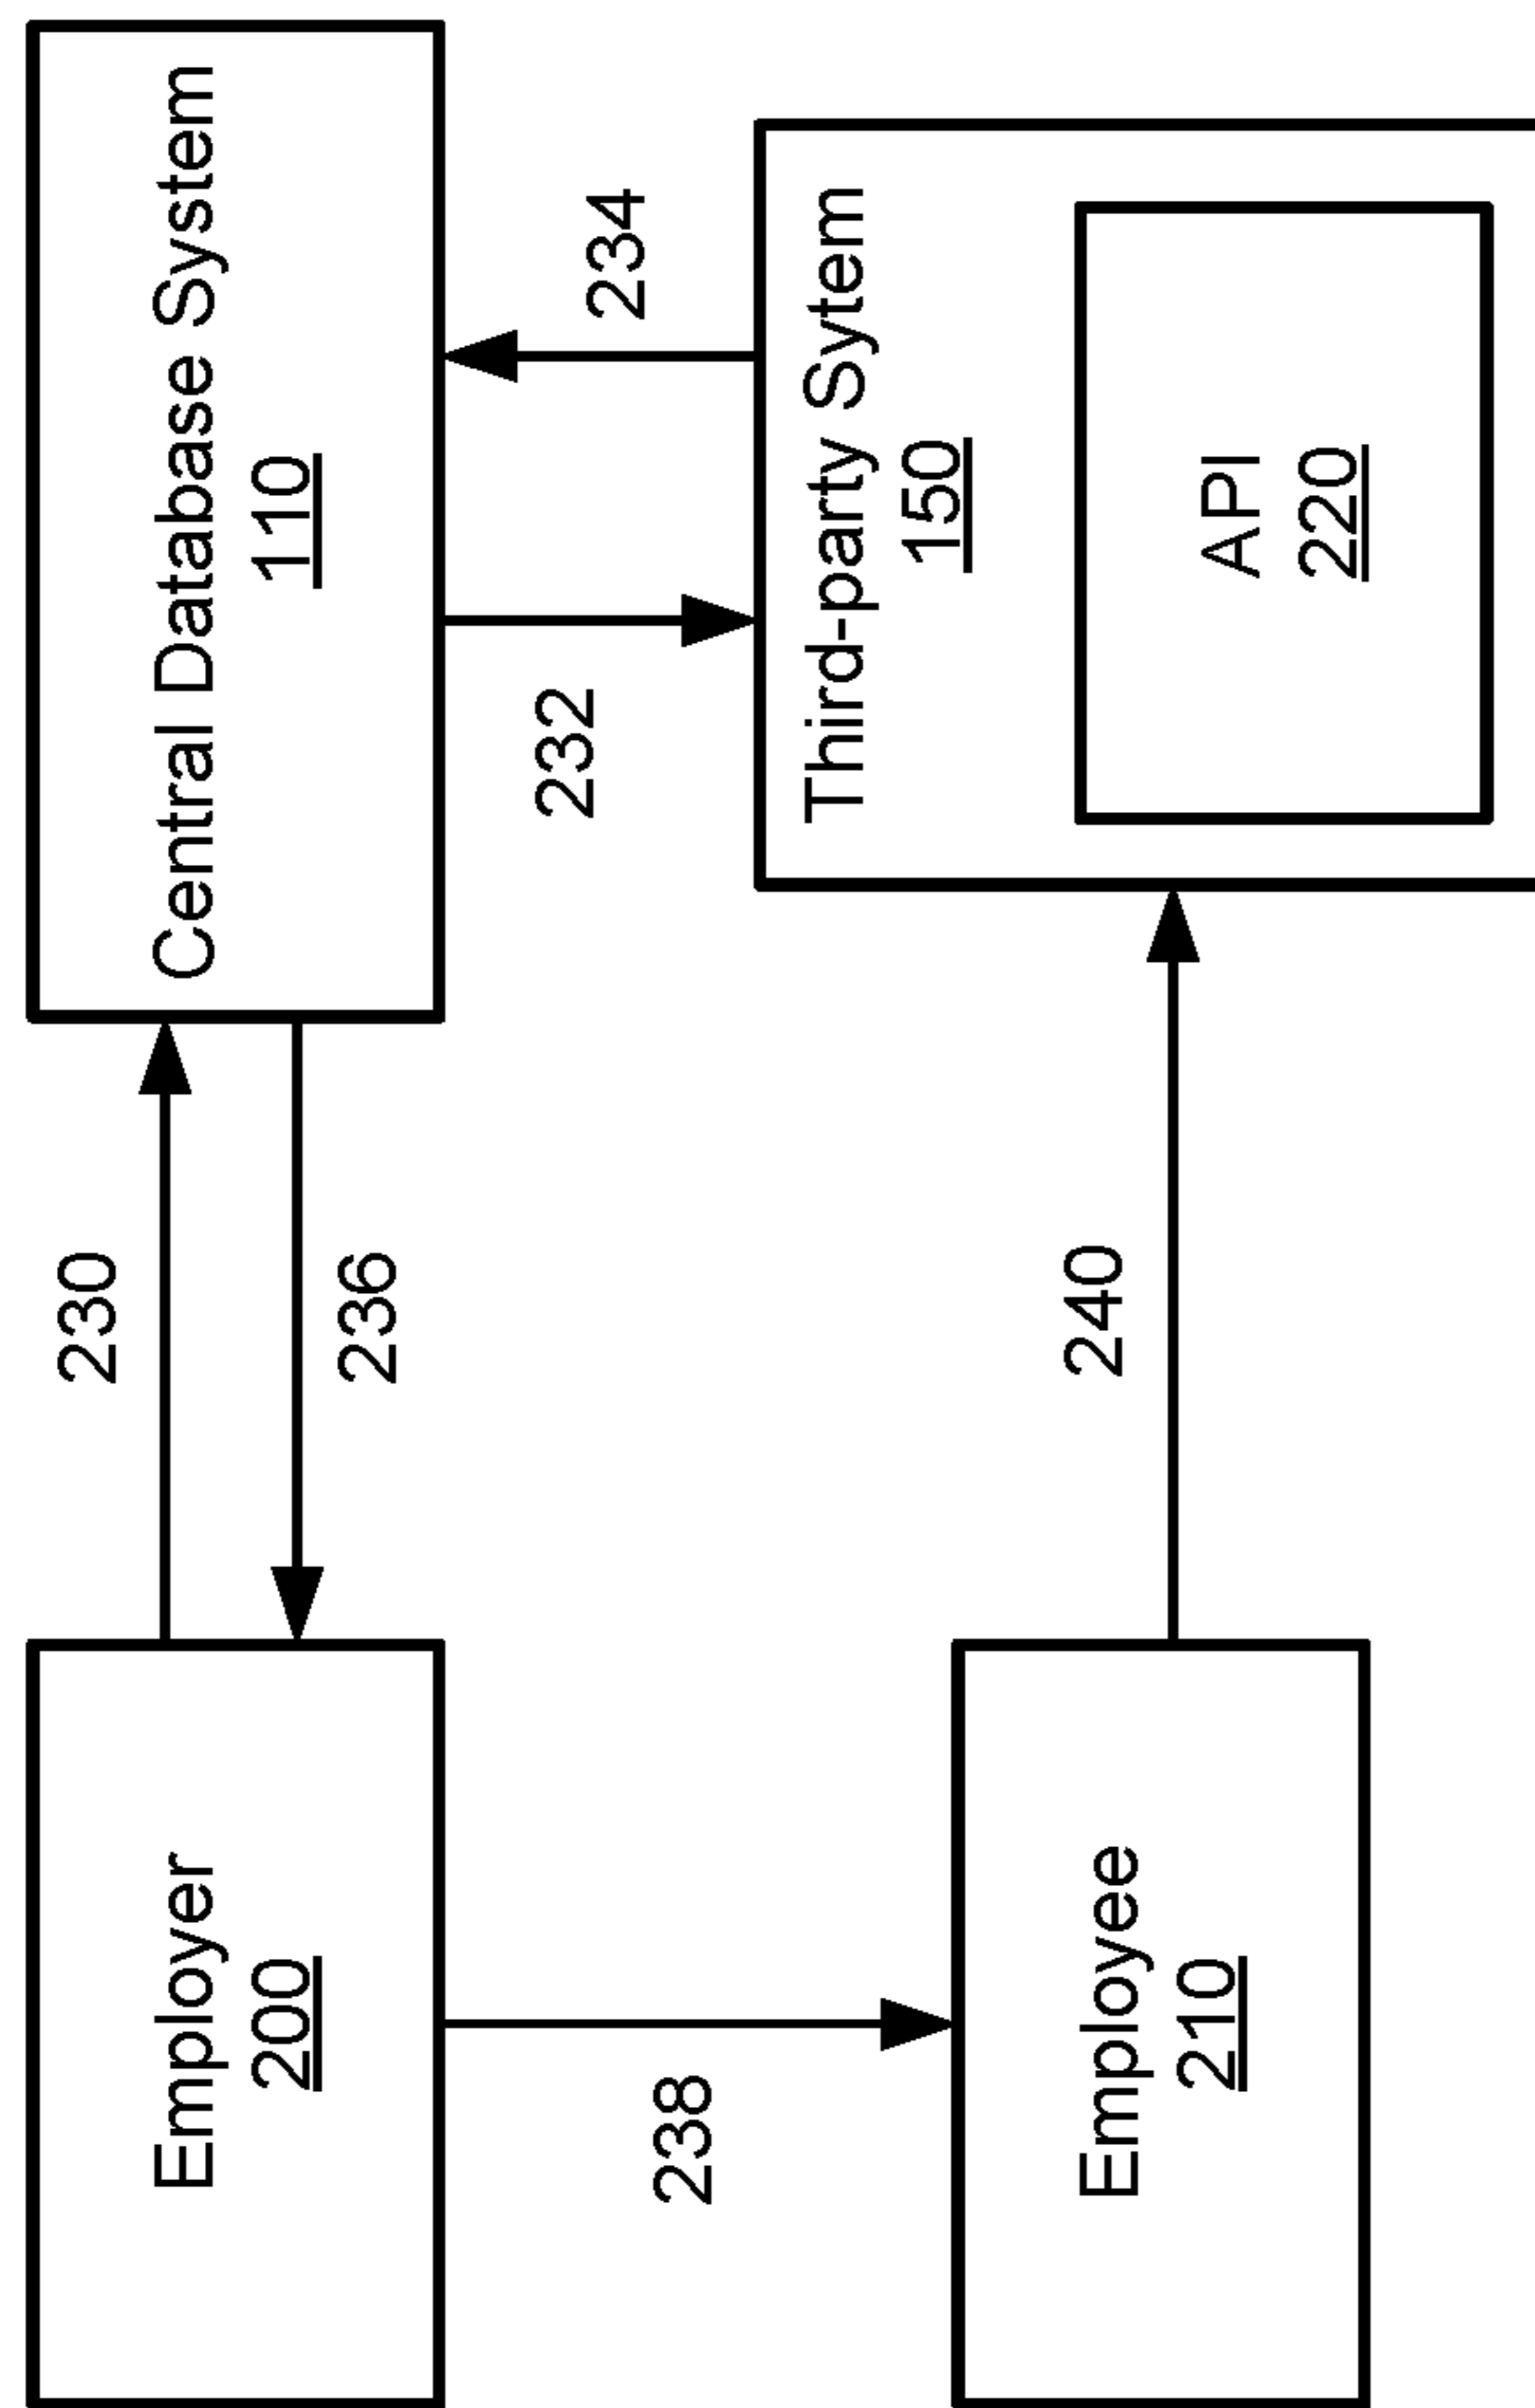 Employer
200
230
236
Central Database System
110
238
232
234
Employee
210
240
Third-party Sytem
150
API
220